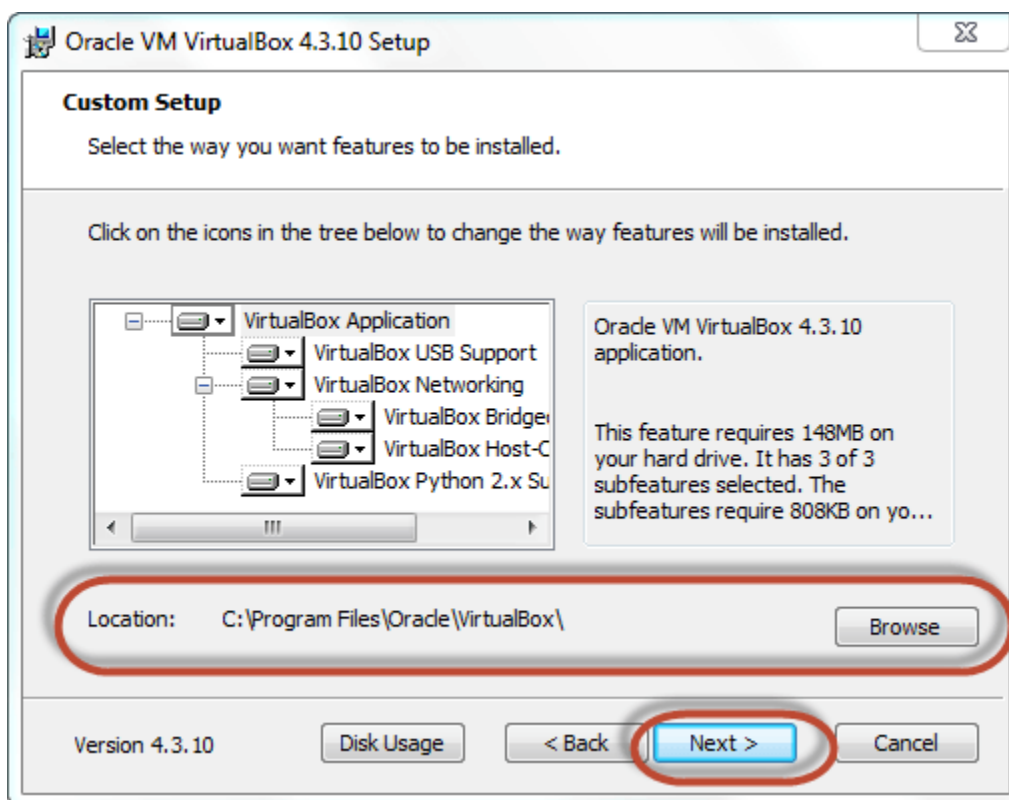 Oracle VM VirtualBox 4.3.10 Setup
Custom Setup
Select the way you want features to be installed.
Click on the icons in the tree below to change the way features will be installed.
VirtualBox Application
VirtualBox USB Support
VirtualBox Networking
VirtualBox Bridge
VirtualBox Host-C
VirtualBox Python 2.x Su
Oracle VM VirtualBox 4.3.10
application.
This feature requires 148MB on
your hard drive. It has 3 of 3
subfeatures selected. The
subfeatures require 808KB on yo...
Location: C:\Program Files\Oracle\VirtualBox\
Browse
Version 4.3.10 Disk Usage < Back Next > Cancel